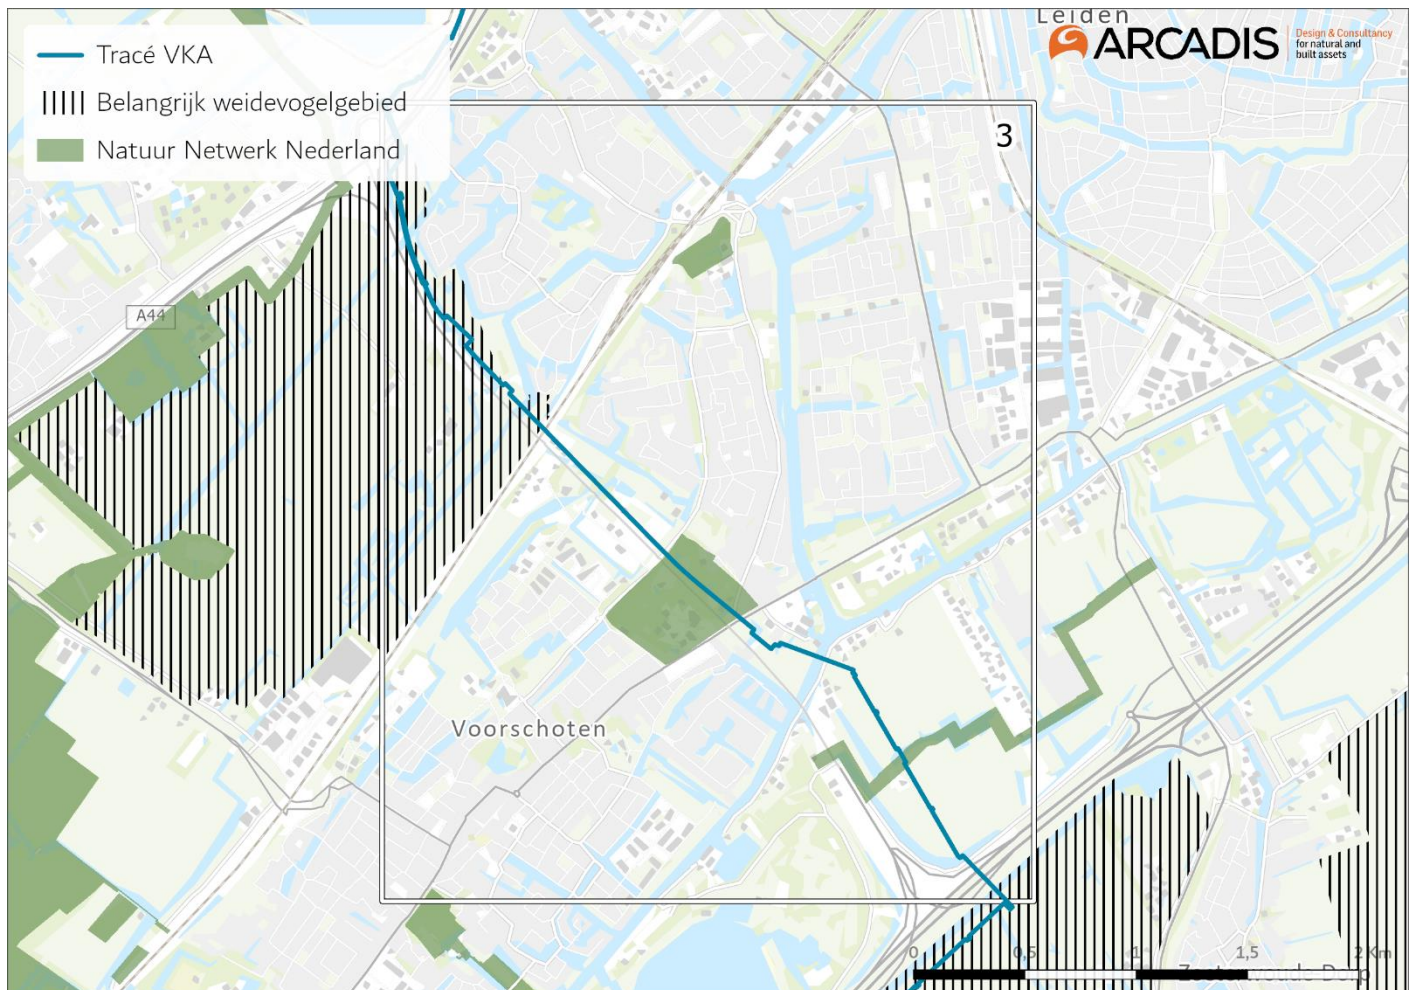 Tracé VKA
Belangrijk weidevogelgebied
Natuur Netwerk Nederland
Leiden
ARCADIS
Design & Consultancy
for natural and
built assets
3
A44
Voorschoten
0 0,5 1 1,5 2 Km
Dorp